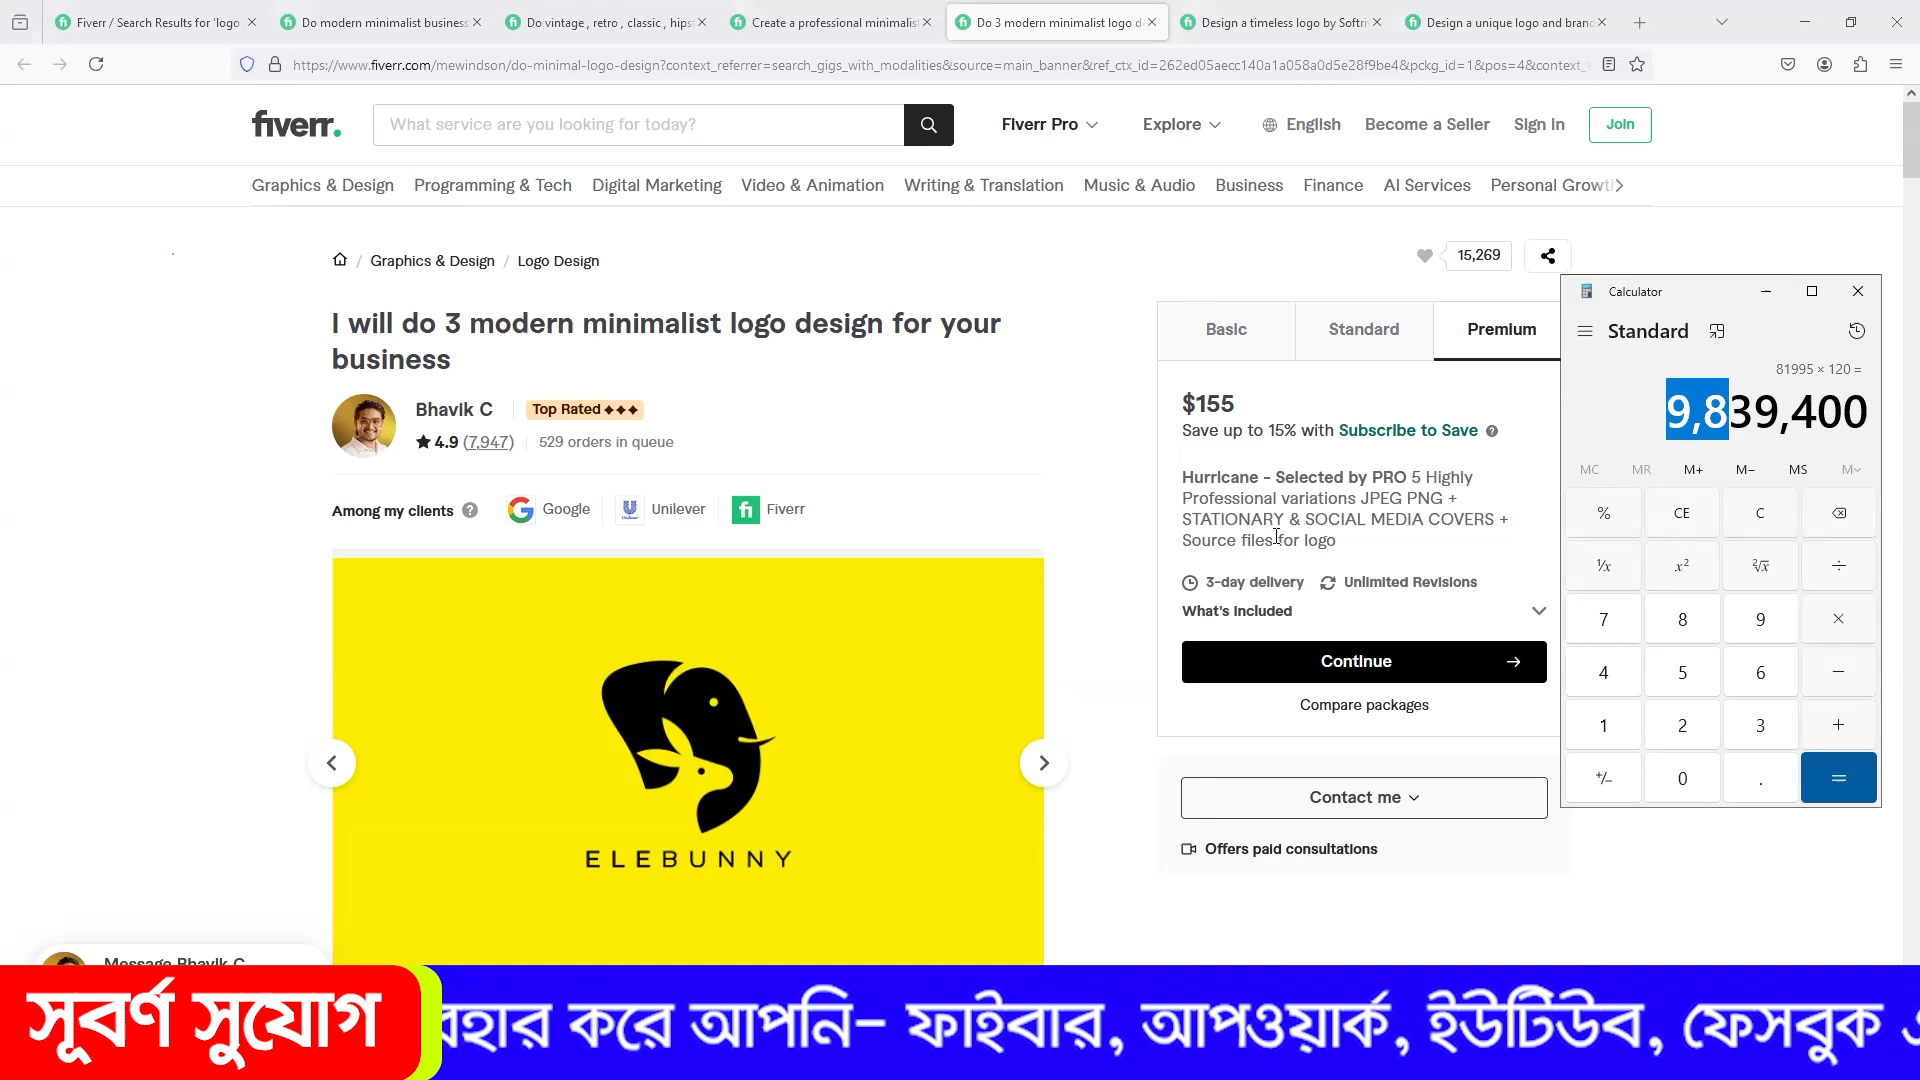 Fiverr / Search Results for 'logo
Do modern minimalist business
Do vintage , retro , classic , hips
Create a professional minimalis
Do 3 modern minimalist logo d
Design a timeless logo by Softri
Design a unique logo and bran
https://www.fiverr.com/mewindson/do-minimal-logo-design?context_referrer=search_gigs_with_modalities&source=main_banner&ref_ctx_id=262ed05aecc140a1a058a0d5e28f9be4&pckg_id=1&pos=4&context_
fiverr.
What service are you looking for today?
Fiverr Pro
Explore
English
Become a Seller
Sign In
Join
Graphics & Design
Programming & Tech
Digital Marketing
Video & Animation
Writing & Translation
Music & Audio
Business
Finance
AI Services
Personal Growt
/ Graphics & Design / Logo Design
15,269
I will do 3 modern minimalist logo design for your
business
Bhavik C
Top Rated
4.9 (7,947)
529 orders in queue
Among my clients ?
Google
Unilever
fi
Fiverr
ELEBUNNY
Message Bhavik C
Basic
Standard
Premium
$155
Save up to 15% with Subscribe to Save ?
Hurricane - Selected by PRO 5 Highly
Professional variations JPEG PNG +
STATIONARY & SOCIAL MEDIA COVERS +
Source files for logo
3-day delivery
Unlimited Revisions
What's Included
Continue
Compare packages
Contact me
Offers paid consultations
Calculator
Standard
81995 × 120 =
9,839,400
MC MR M+ M− MS M
% CE C
¹/x x² ²√x ÷
7 8 9 ×
4 5 6 −
1 2 3 +
+/− 0 . =
সূবর্ণ সুযোগ
বহার করে আপনি– ফাইবার, আপওয়ার্ক, ইউটিউব, ফেসবুক এ